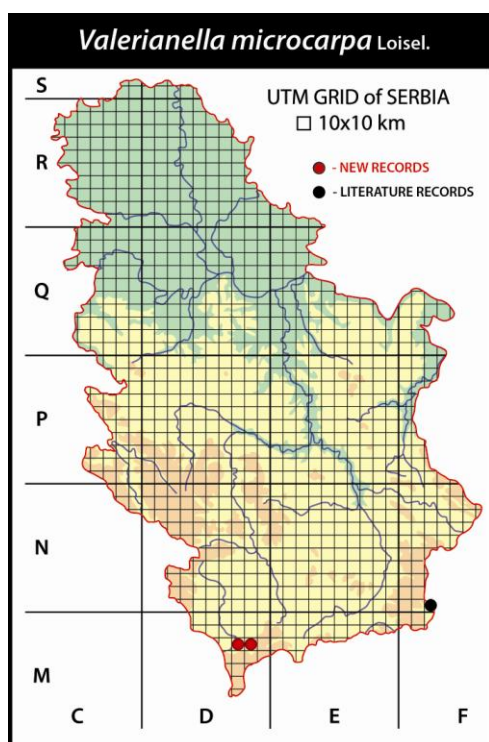 Valerianella microcarpa Loisel.
UTM GRID of SERBIA
10x10 km
- NEW RECORDS
- LITERATURE RECORDS
S
R
Q
P
N
M
C D E F